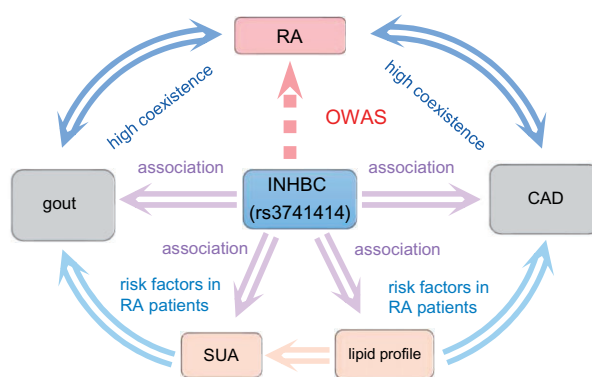 RA
high coexistence
high coexistence
OWAS
association
association
gout
INHBC
(rs3741414)
CAD
association
association
risk factors in
RA patients
risk factors in
RA patients
SUA
lipid profile